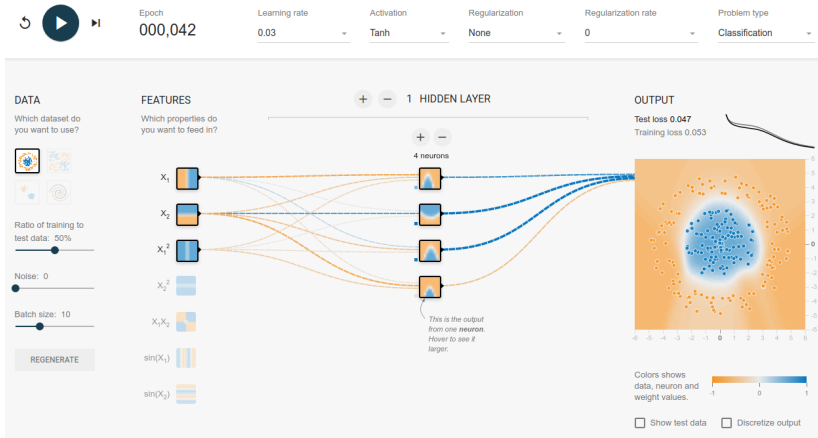 Epoch
000,042
Learning rate
0.03
Activation
Tanh
Regularization
None
Regularization rate
0
Problem type
Classification
DATA
Which dataset do
you want to use?
Ratio of training to
test data: 50%
Noise: 0
Batch size: 10
REGENERATE
FEATURES
Which properties do
you want to feed in?
X₁
X₂
X₁²
X₂²
X₁X₂
sin(X₁)
sin(X₂)
+ − 1 HIDDEN LAYER
+ −
4 neurons
This is the output
from one neuron.
Hover to see it
larger.
OUTPUT
Test loss 0.047
Training loss 0.053
6
5
4
3
2
1
0
-1
-2
-3
-4
-5
-6
-6 -5 -4 -3 -2 -1 0 1 2 3 4 5 6
Colors shows
data, neuron and
weight values.
-1 0 1
Show test data
Discretize output